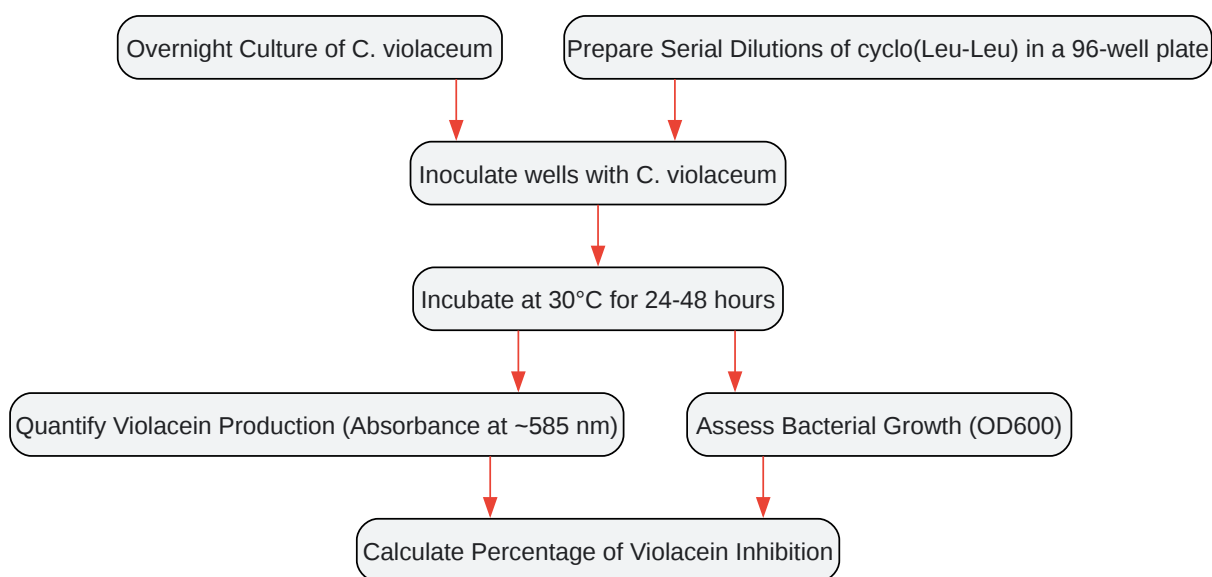 Overnight Culture of C. violaceum
Prepare Serial Dilutions of cyclo(Leu-Leu) in a 96-well plate
Inoculate wells with C. violaceum
Incubate at 30°C for 24-48 hours
Quantify Violacein Production (Absorbance at ~585 nm)
Assess Bacterial Growth (OD600)
Calculate Percentage of Violacein Inhibition